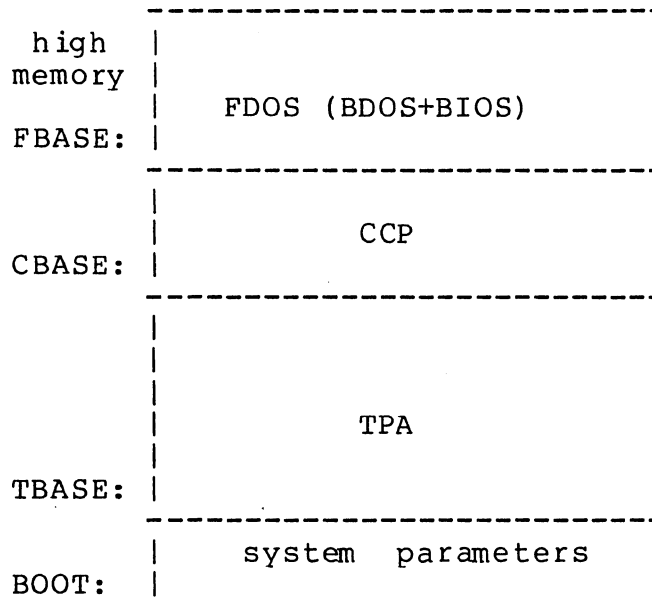 high
memory
FDOS (BDOS+BIOS)
FBASE:
CCP
CBASE:
TPA
TBASE:
system parameters
BOOT: